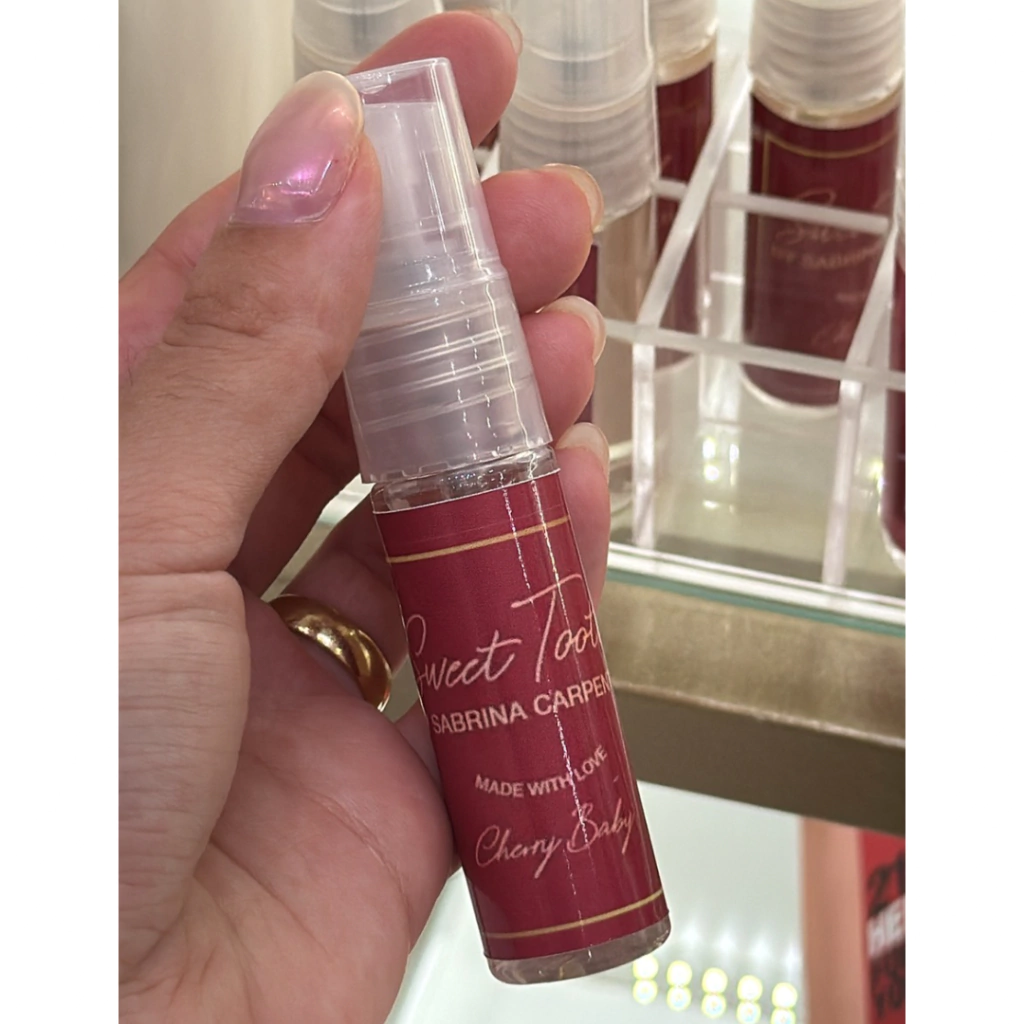 Sweet Toot
SABRINA CARPEN
MADE WITH LOVE
Cherry Baby